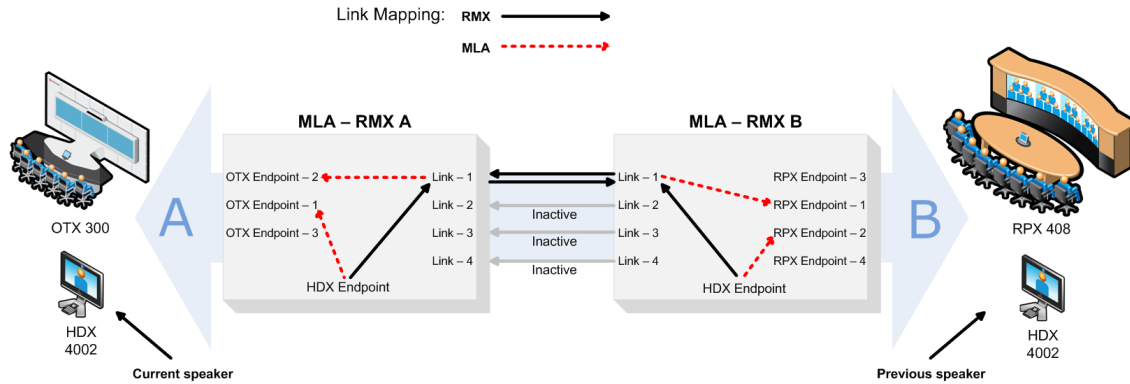 Link Mapping:
RMX
MLA
MLA – RMX A
MLA – RMX B
OTX Endpoint – 2
Link – 1
Link – 1
RPX Endpoint – 3
OTX Endpoint – 1
Link – 2
Inactive
Link – 2
RPX Endpoint – 1
OTX Endpoint – 3
Link – 3
Inactive
Link – 3
RPX Endpoint – 2
Link – 4
Inactive
Link – 4
RPX Endpoint – 4
HDX Endpoint
HDX Endpoint
A
B
OTX 300
RPX 408
HDX
4002
HDX
4002
Current speaker
Previous speaker